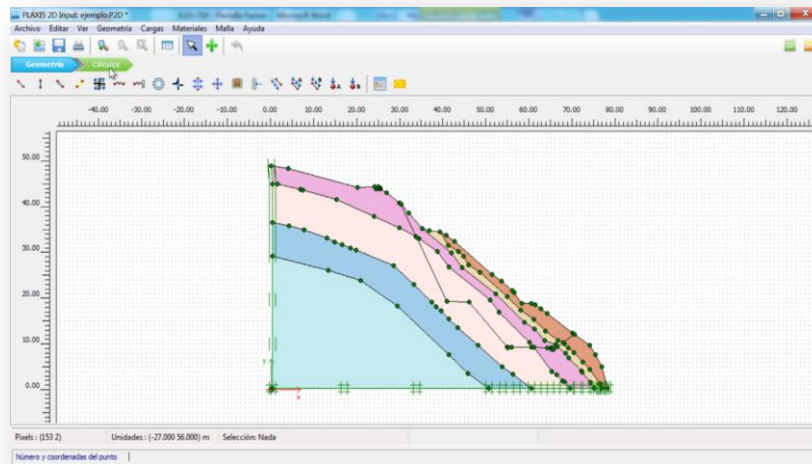 PLAXIS 2D Input: ejemplo.P2D *
Archivo Editar Ver Geometría Cargas Materiales Malla Ayuda
Geometría Cálculos
-40.00 -30.00 -20.00 -10.00 0.00 10.00 20.00 30.00 40.00 50.00 60.00 70.00 80.00 90.00 100.00 110.00 120.00
50.00
40.00
30.00
20.00
10.00
0.00
Y
x
Pixels : (153 2) Unidades : (-27.000 56.000) m Selección: Nada
Número y coordenadas del punto